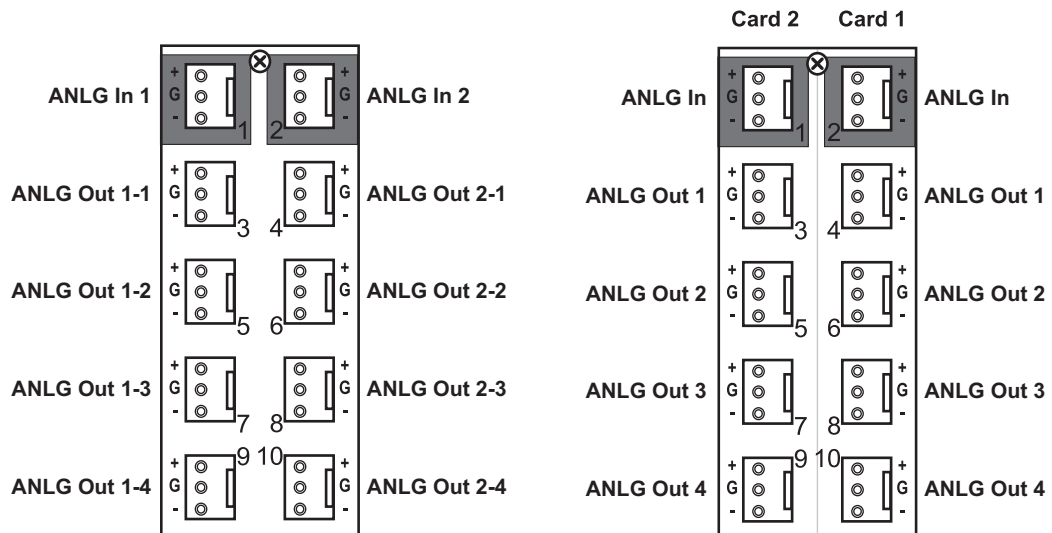 Card 2 Card 1
ANLG In 1 + G - 1 2 + G - ANLG In 2
ANLG Out 1-1 + G - 3 4 + G - ANLG Out 2-1
ANLG Out 1-2 + G - 5 6 + G - ANLG Out 2-2
ANLG Out 1-3 + G - 7 8 + G - ANLG Out 2-3
ANLG Out 1-4 + G - 9 10 + G - ANLG Out 2-4
ANLG In + G - 1 2 + G - ANLG In
ANLG Out 1 + G - 3 4 + G - ANLG Out 1
ANLG Out 2 + G - 5 6 + G - ANLG Out 2
ANLG Out 3 + G - 7 8 + G - ANLG Out 3
ANLG Out 4 + G - 9 10 + G - ANLG Out 4